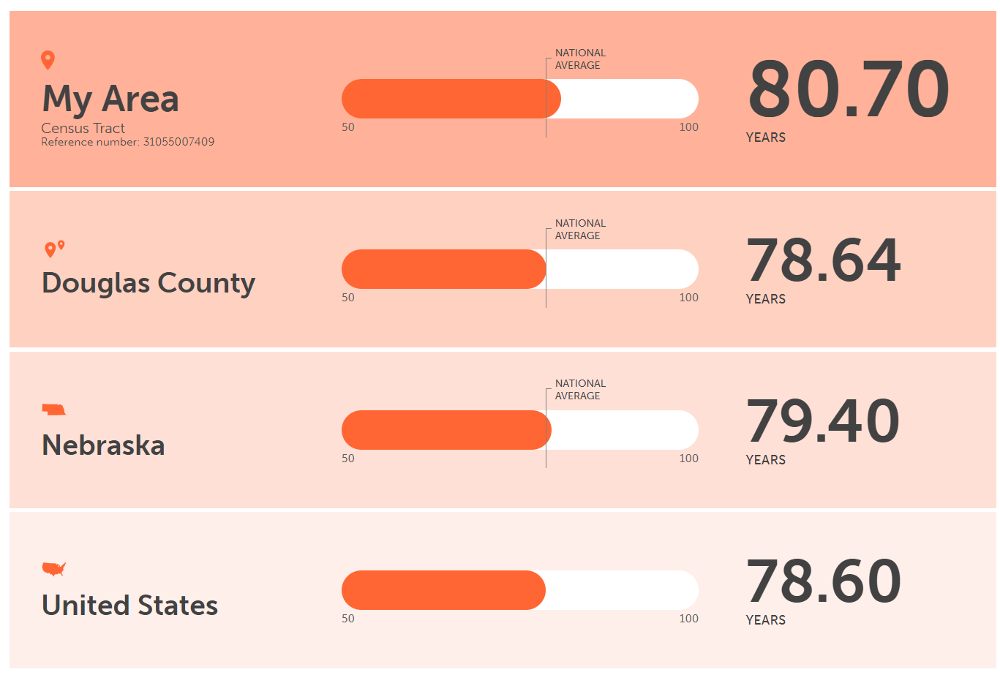 NATIONAL
AVERAGE
My Area
Census Tract
Reference number: 31055007409
50
100
80.70
YEARS
NATIONAL
AVERAGE
Douglas County
50
100
78.64
YEARS
NATIONAL
AVERAGE
Nebraska
50
100
79.40
YEARS
United States
50
100
78.60
YEARS